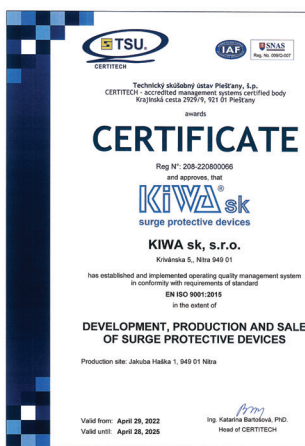 TSU.
CERTITECH
IAF
SNAS
Reg. No. 009/Q-007
Technický skúšobný ústav Piešťany, š.p.
CERTITECH - accredited management systems certified body
Krajinská cesta 2929/9, 921 01 Piešťany
awards
CERTIFICATE
Reg N°: 208-220800066
and approves, that
KIWA® sk
surge protective devices
KIWA sk, s.r.o.
Krivánska 5,, Nitra 949 01
has established and implemented operating quality management system
in conformity with requirements of standard
EN ISO 9001:2015
in the extent of
DEVELOPMENT, PRODUCTION AND SALE
OF SURGE PROTECTIVE DEVICES
Production site: Jakuba Haška 1, 949 01 Nitra
Valid from: April 29, 2022
Valid until: April 28, 2025
Ing. Katarína Bartošová, PhD.
Head of CERTITECH